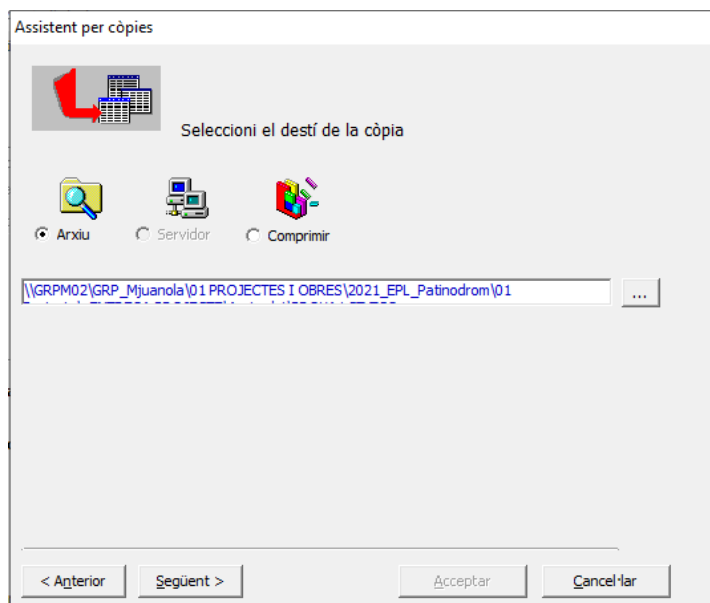 Assistent per còpies
Seleccioni el destí de la còpia
Arxiu
Servidor
Comprimir
\\GRPM02\GRP_Mjuanola\01 PROJECTES I OBRES\2021_EPL_Patinodrom\01
...
< Anterior
Següent >
Acceptar
Cancel·lar